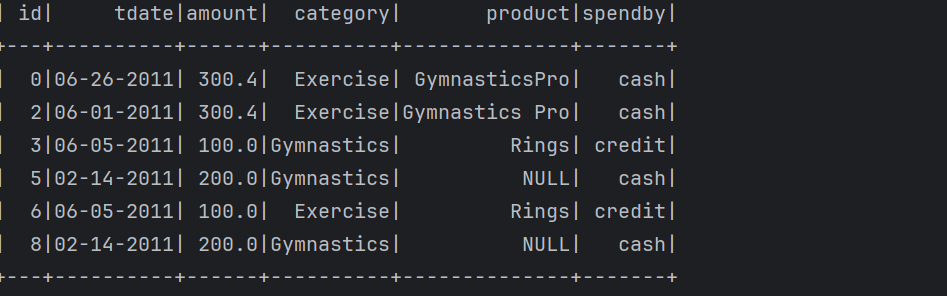 | id|     tdate|amount|  category|      product|spendby|
+---+----------+------+----------+-------------+-------+
|  0|06-26-2011| 300.4|  Exercise| GymnasticsPro|   cash|
|  2|06-01-2011| 300.4|  Exercise|Gymnastics Pro|   cash|
|  3|06-05-2011| 100.0|Gymnastics|         Rings| credit|
|  5|02-14-2011| 200.0|Gymnastics|          NULL|   cash|
|  6|06-05-2011| 100.0|  Exercise|         Rings| credit|
|  8|02-14-2011| 200.0|Gymnastics|          NULL|   cash|
+---+----------+------+----------+--------------+-------+